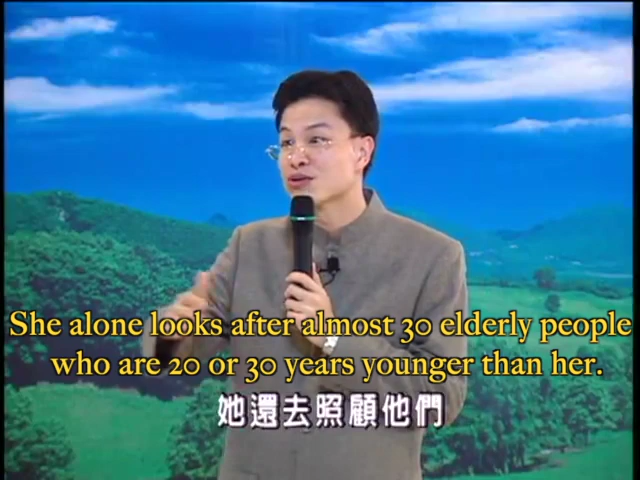 She alone looks after almost 30 elderly people
who are 20 or 30 years younger than her.
她還去照顧他們